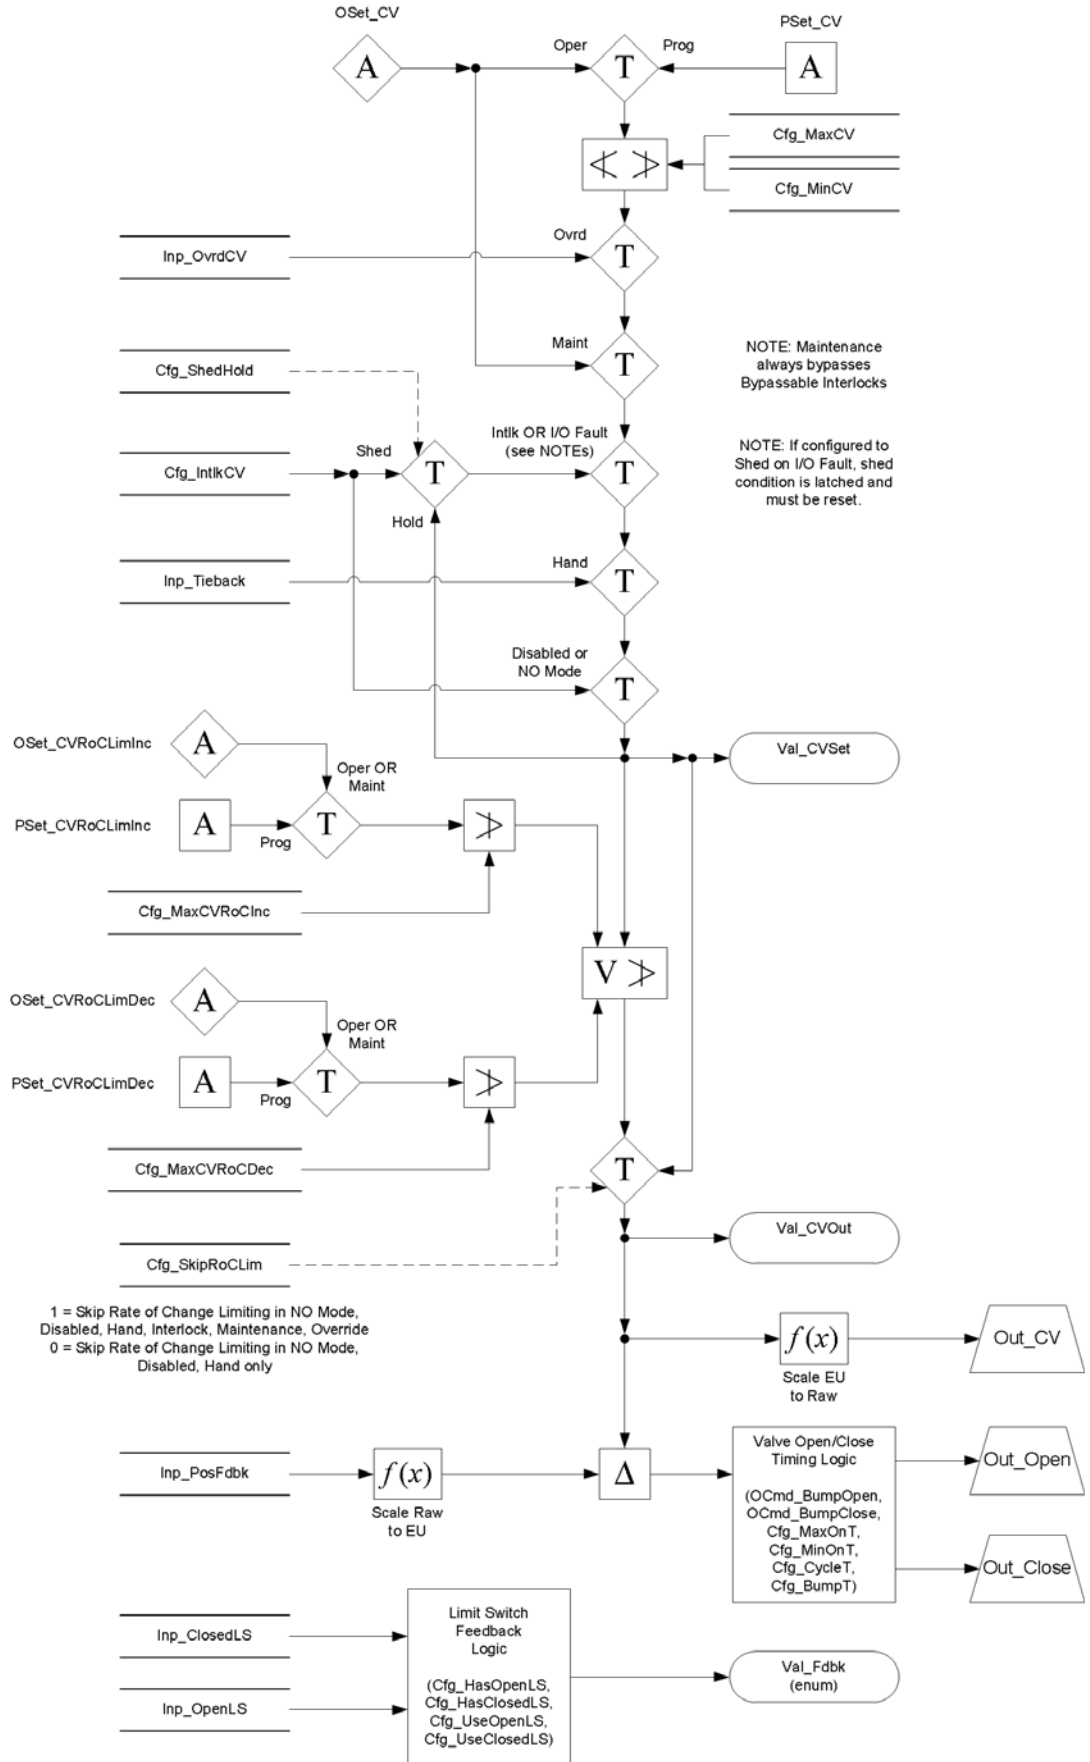 OSet_CV
PSet_CV
A
Oper
T
Prog
A
Cfg_MaxCV
≮ ≯
Cfg_MinCV
Inp_OvrdCV
Ovrd
T
Cfg_ShedHold
Maint
T
NOTE: Maintenance
always bypasses
Bypassable Interlocks
Cfg_IntlkCV
Shed
T
Hold
Intlk OR I/O Fault
(see NOTEs)
T
NOTE: If configured to
Shed on I/O Fault, shed
condition is latched and
must be reset.
Inp_Tieback
Hand
T
Disabled or
NO Mode
T
OSet_CVRoCLimInc
A
Val_CVSet
Oper OR
Maint
PSet_CVRoCLimInc
A
Prog
T
≯
Cfg_MaxCVRoCInc
V ≯
OSet_CVRoCLimDec
A
Oper OR
Maint
PSet_CVRoCLimDec
A
Prog
T
≯
Cfg_MaxCVRoCDec
T
Val_CVOut
Cfg_SkipRoCLim
1 = Skip Rate of Change Limiting in NO Mode,
Disabled, Hand, Interlock, Maintenance, Override
0 = Skip Rate of Change Limiting in NO Mode,
Disabled, Hand only
f(x)
Scale EU
to Raw
Out_CV
Inp_PosFdbk
f(x)
Scale Raw
to EU
Δ
Valve Open/Close
Timing Logic
(OCmd_BumpOpen,
OCmd_BumpClose,
Cfg_MaxOnT,
Cfg_MinOnT,
Cfg_CycleT,
Cfg_BumpT)
Out_Open
Out_Close
Inp_ClosedLS
Inp_OpenLS
Limit Switch
Feedback
Logic
(Cfg_HasOpenLS,
Cfg_HasClosedLS,
Cfg_UseOpenLS,
Cfg_UseClosedLS)
Val_Fdbk
(enum)